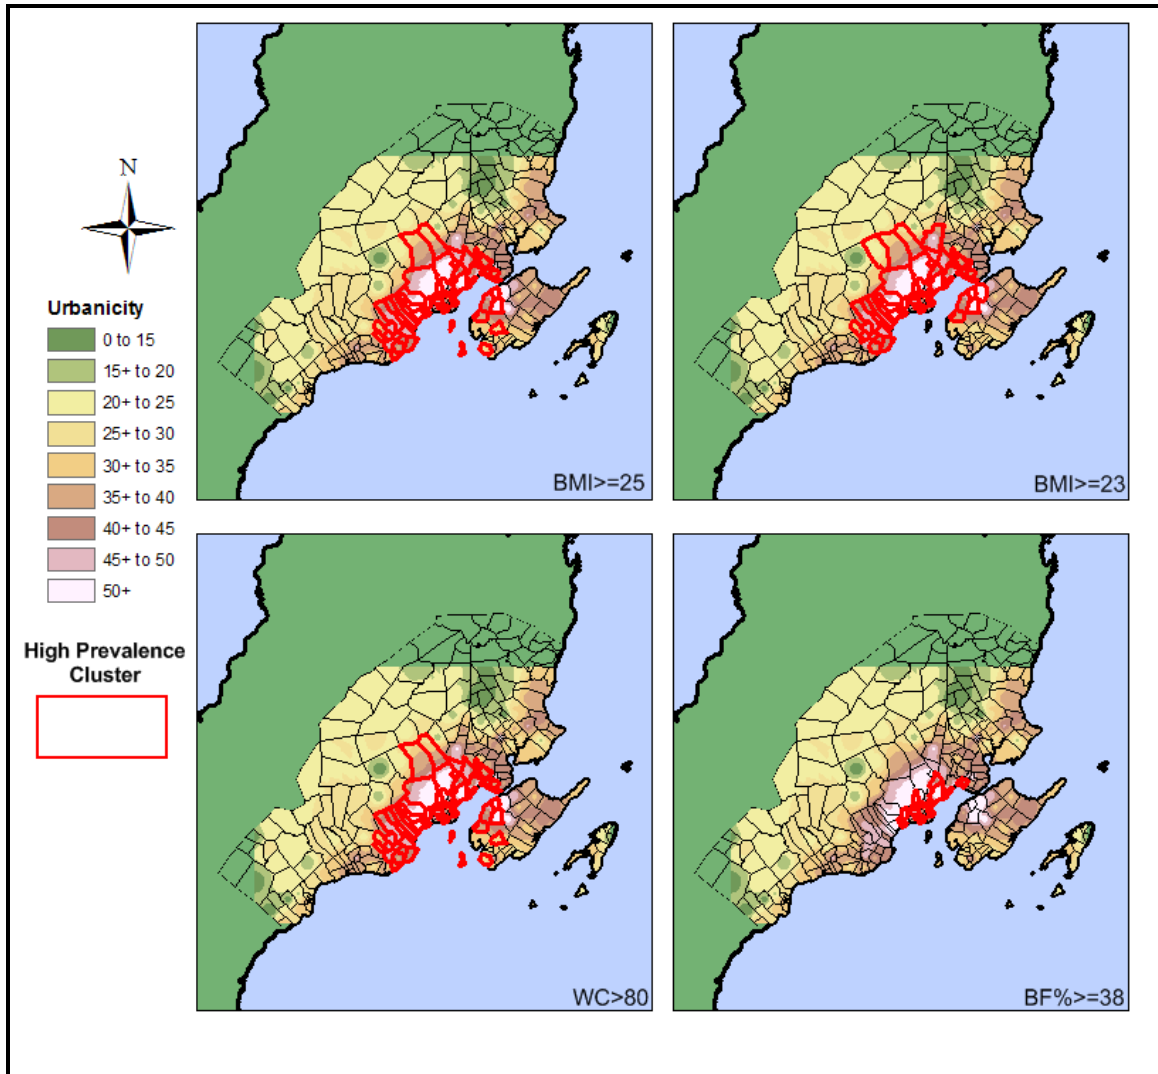 N
Urbanicity
0 to 15
15+ to 20
20+ to 25
25+ to 30
30+ to 35
35+ to 40
40+ to 45
45+ to 50
50+
High Prevalence
Cluster
BMI>=25
BMI>=23
WC>80
BF%>=38